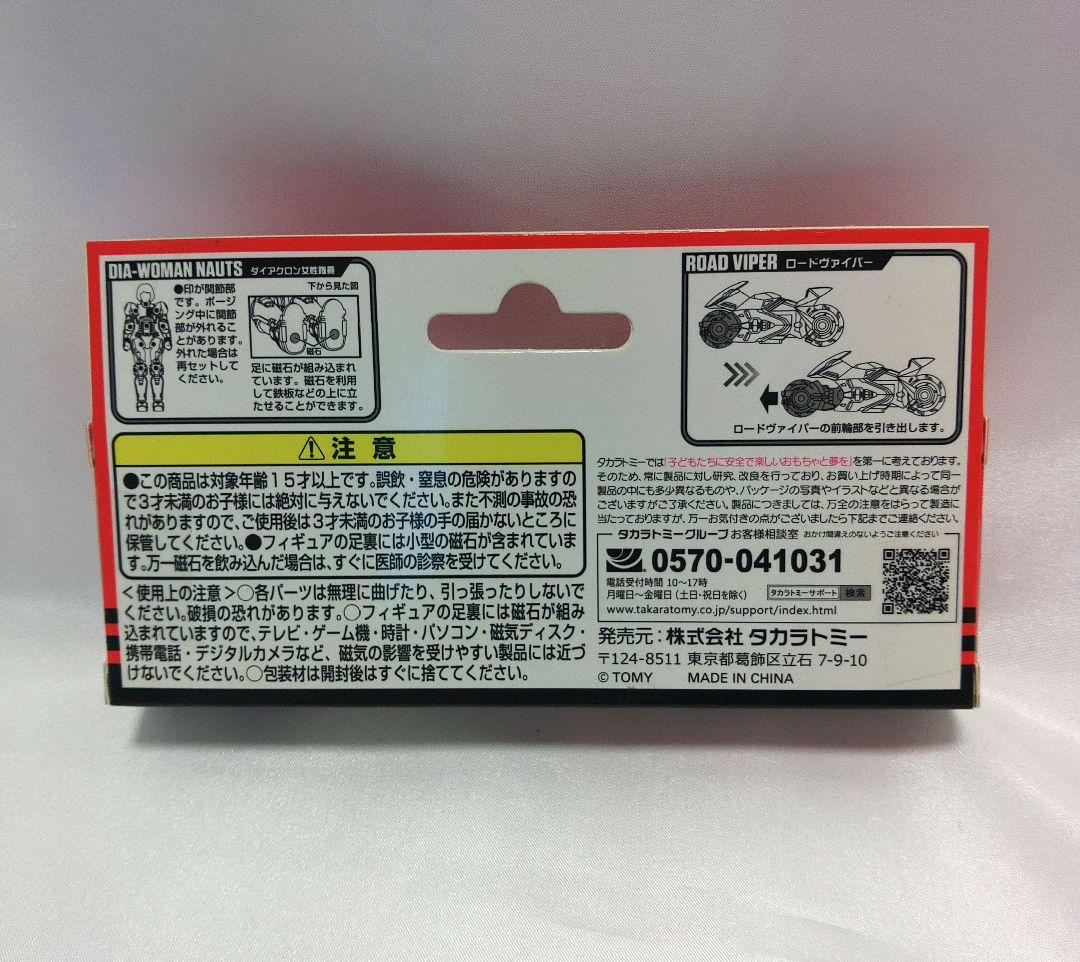 DIA-WOMAN NAUTS ダイアクロン女性隊員
●印が関節部
です。ポージ
ング中に関節
部が外れるこ
とがあります。
外れた場合は
再セットして
ください。
下から見た図
磁石
足に磁石が組み込まれ
ています。磁石を利用
して鉄板などの上に立
たせることができます。
ROAD VIPER ロードヴァイパー
ロードヴァイパーの前輪部を引き出します。
注意
●この商品は対象年齢15才以上です。誤飲・窒息の危険がありますの
で3才未満のお子様には絶対に与えないでください。また不測の事故の恐
れがありますので、ご使用後は3才未満のお子様の手の届かないところに
保管してください。●フィギュアの足裏には小型の磁石が含まれていま
す。万一磁石を飲み込んだ場合は、すぐに医師の診察を受けてください。
<使用上の注意>○各パーツは無理に曲げたり、引っ張ったりしないで
ください。破損の恐れがあります。○フィギュアの足裏には磁石が組み
込まれていますので、テレビ・ゲーム機・時計・パソコン・磁気ディスク・
携帯電話・デジタルカメラなど、磁気の影響を受けやすい製品には近づ
けないでください。○包装材は開封後はすぐに捨ててください。
タカラトミーでは「子どもたちに安全で楽しいおもちゃと夢を」を第一に考えております。
そのため、常に製品に対し研究、改良を行っており、お買い上げ時期によって同一
製品の中にも多少異なるものや、パッケージの写真やイラストなどと異なる場合が
ございますがご了承ください。製品につきましては、万全の注意をはらって製造に
当たっておりますが、万一お気付きの点がございましたら下記までご連絡ください。
タカラトミーグループお客様相談室 おかけ間違えのないようご注意ください
0570-041031
電話受付時間 10〜17時
月曜日〜金曜日(土・日・祝日を除く)
タカラトミーサポート 検索
www.takaratomy.co.jp/support/index.html
発売元:株式会社 タカラトミー
〒124-8511 東京都葛飾区立石 7-9-10
© TOMY MADE IN CHINA